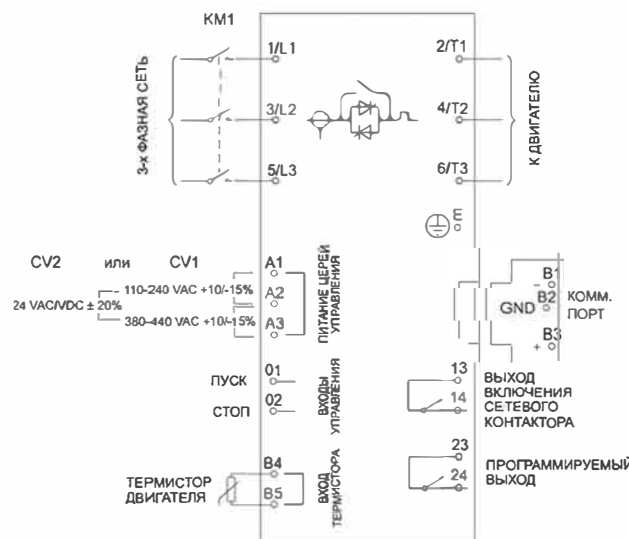 KM1
1/L1
2/T1
3-х ФАЗНАЯ СЕТЬ
3/L2
4/T2
К ДВИГАТЕЛЮ
5/L3
6/T3
E
CV2 или CV1
A1
110-240 VAC +10/-15%
A2
24 VAC/VDC ± 20%
380-440 VAC +10/-15%
A3
ПИТАНИЕ ЦЕРЕЙ
УПРАВЛЕНИЯ
B1
-
GND B2
КОММ.
ПОРТ
B3
+
ПУСК 01
СТОП 02
ВХОДЫ
УПРАВЛЕНИЯ
13
14
ВЫХОД
ВКЛЮЧЕНИЯ
СЕТЕВОГО
КОНТАКТОРА
ТЕРМИСТОР
ДВИГАТЕЛЯ
B4
B5
ВХОД
ТЕРМИСТОРА
23
24
ПРОГРАММИРУЕМЫЙ
ВЫХОД